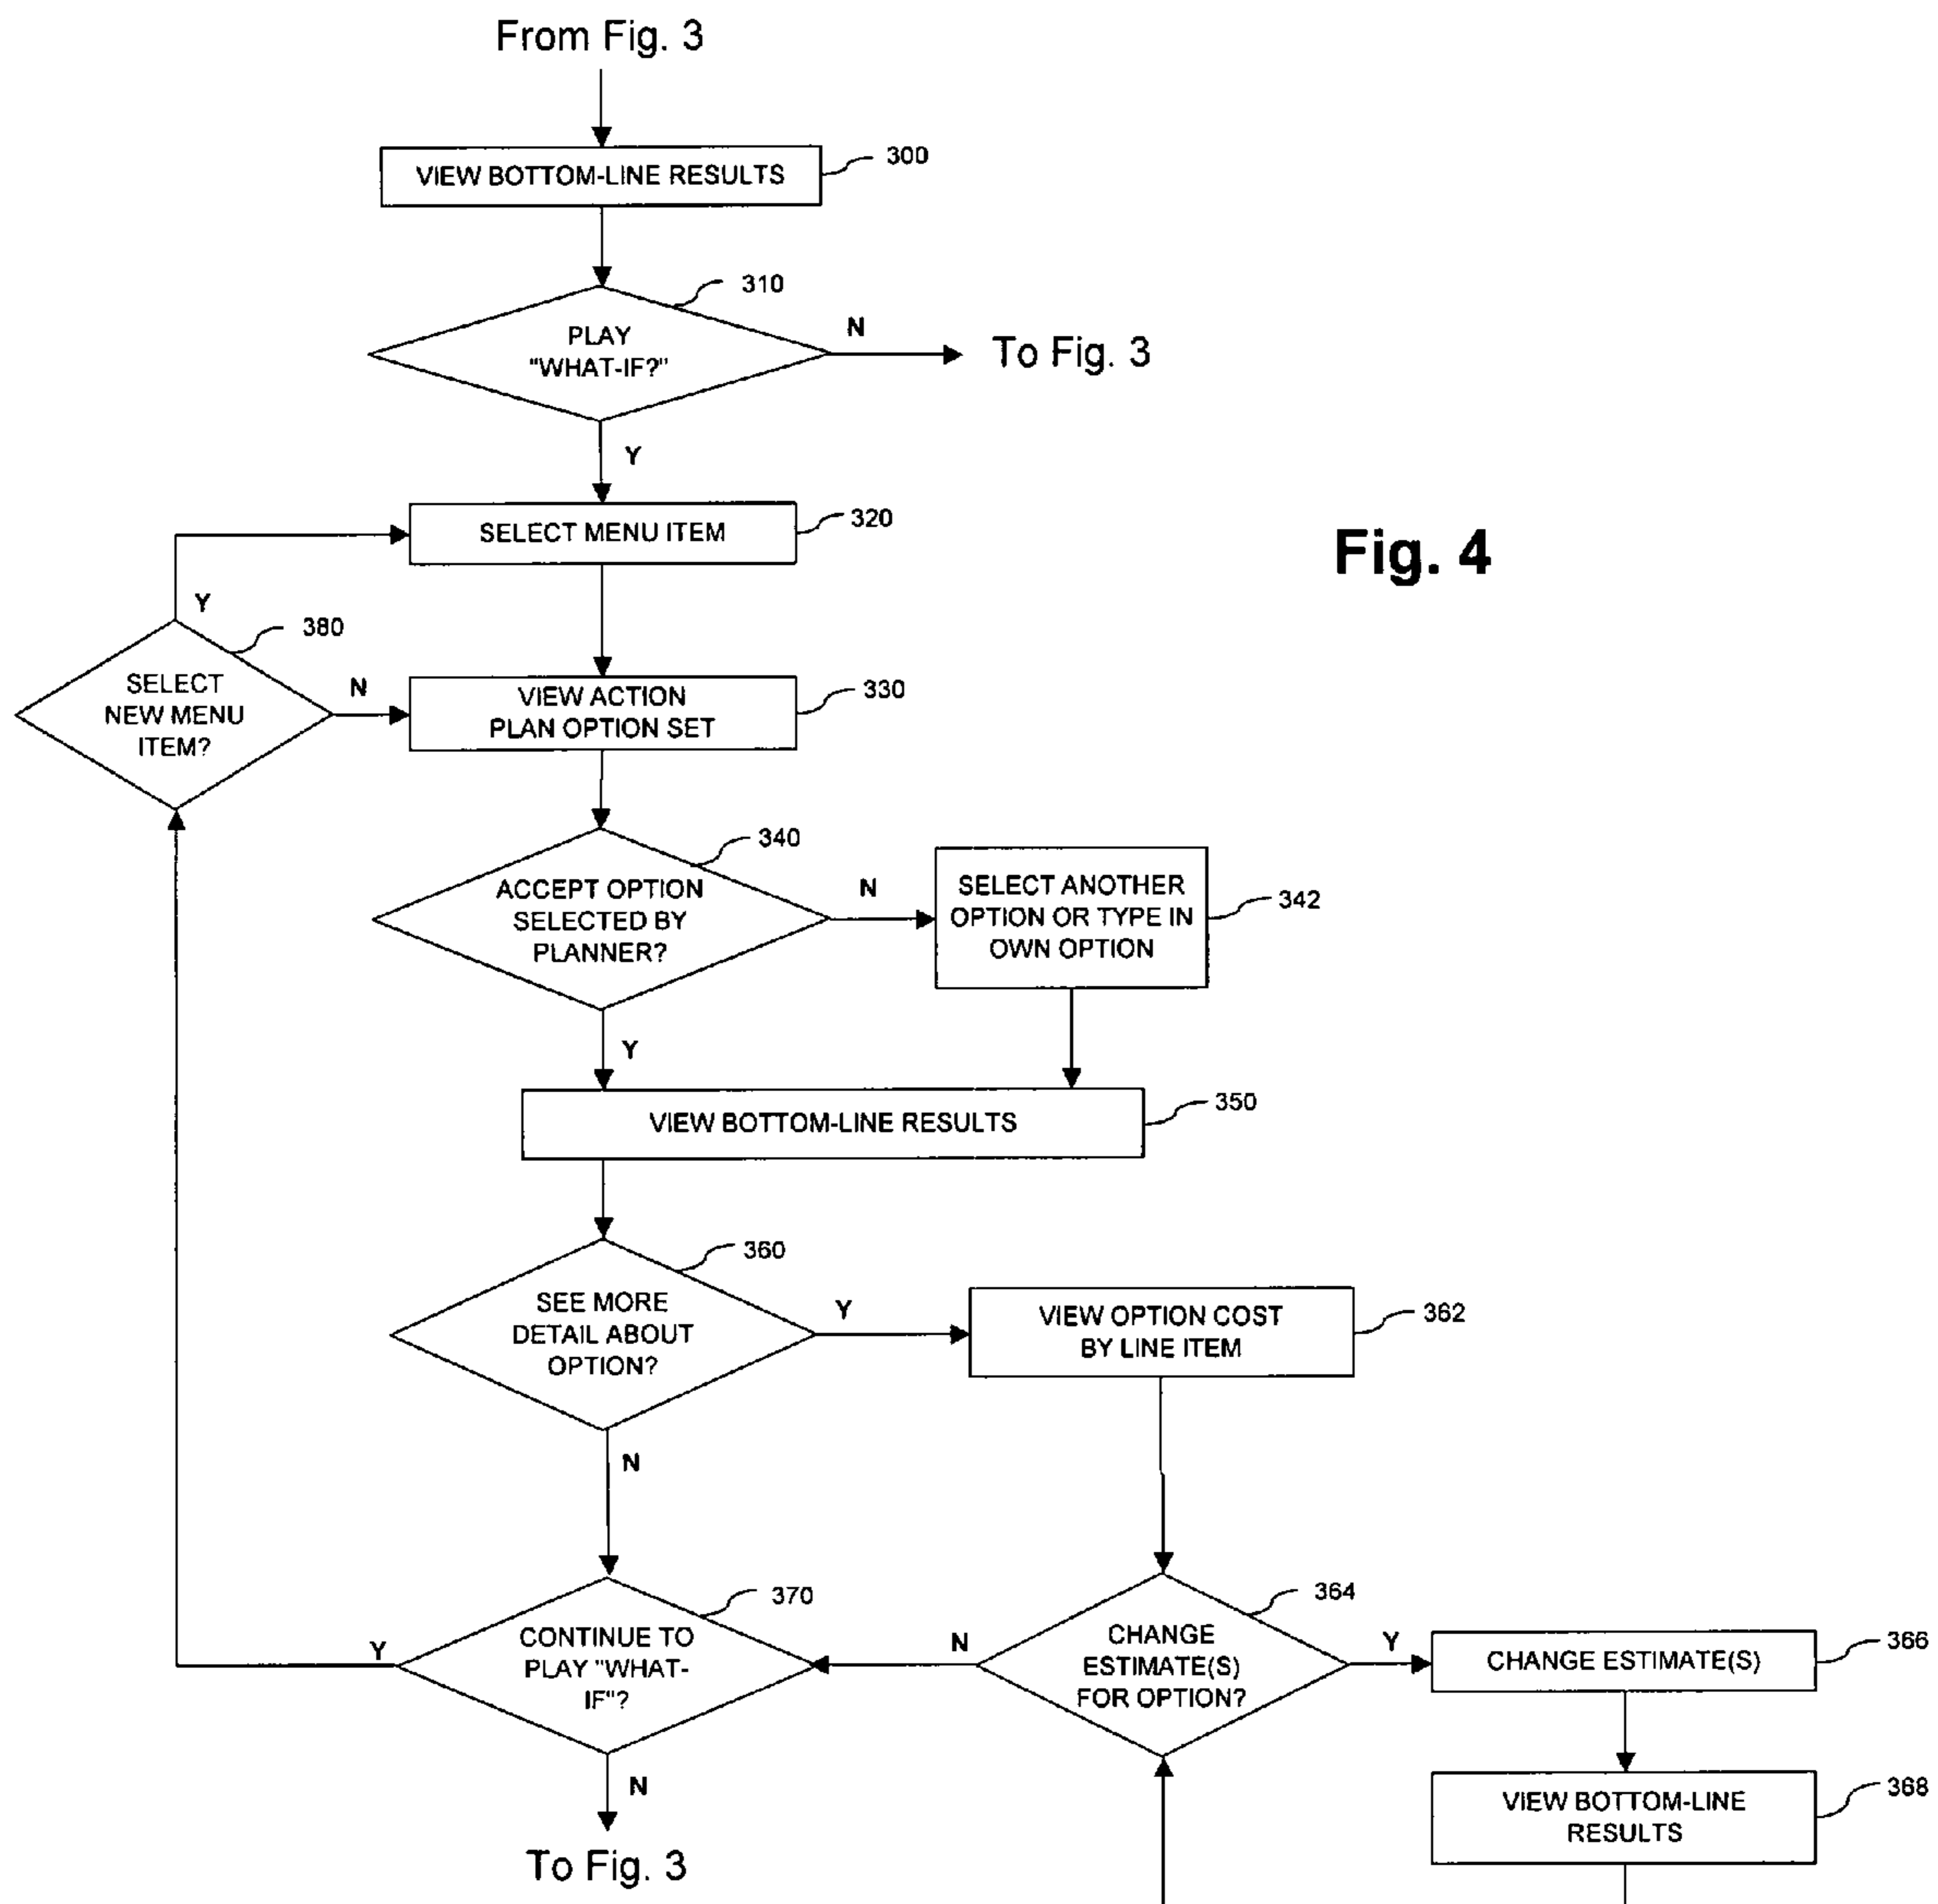 From Fig. 3
VIEW BOTTOM-LINE RESULTS
300
310
PLAY
"WHAT-IF?"
N
To Fig. 3
Y
SELECT MENU ITEM
320
Fig. 4
Y
380
SELECT
NEW MENU
ITEM?
N
VIEW ACTION
PLAN OPTION SET
330
340
ACCEPT OPTION
SELECTED BY
PLANNER?
N
SELECT ANOTHER
OPTION OR TYPE IN
OWN OPTION
342
Y
VIEW BOTTOM-LINE RESULTS
350
360
SEE MORE
DETAIL ABOUT
OPTION?
Y
VIEW OPTION COST
BY LINE ITEM
362
N
370
CONTINUE TO
PLAY "WHAT-
IF"?
Y
N
364
CHANGE
ESTIMATE(S)
FOR OPTION?
Y
CHANGE ESTIMATE(S)
366
VIEW BOTTOM-LINE
RESULTS
368
N
To Fig. 3